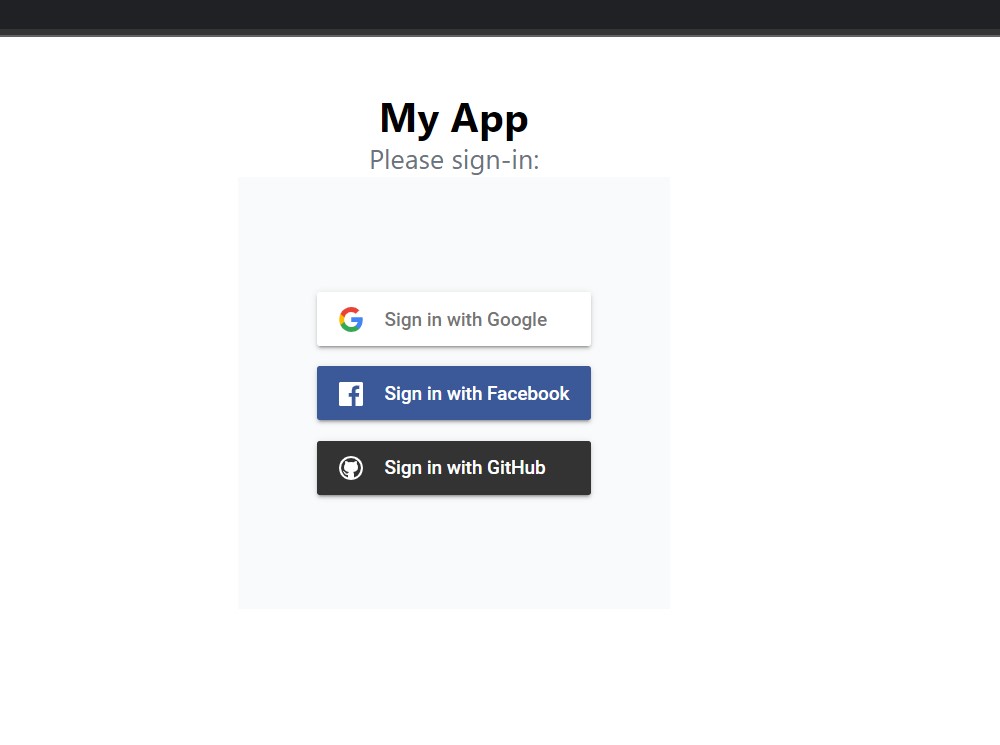 My App
Please sign-in:
Sign in with Google
Sign in with Facebook
Sign in with GitHub